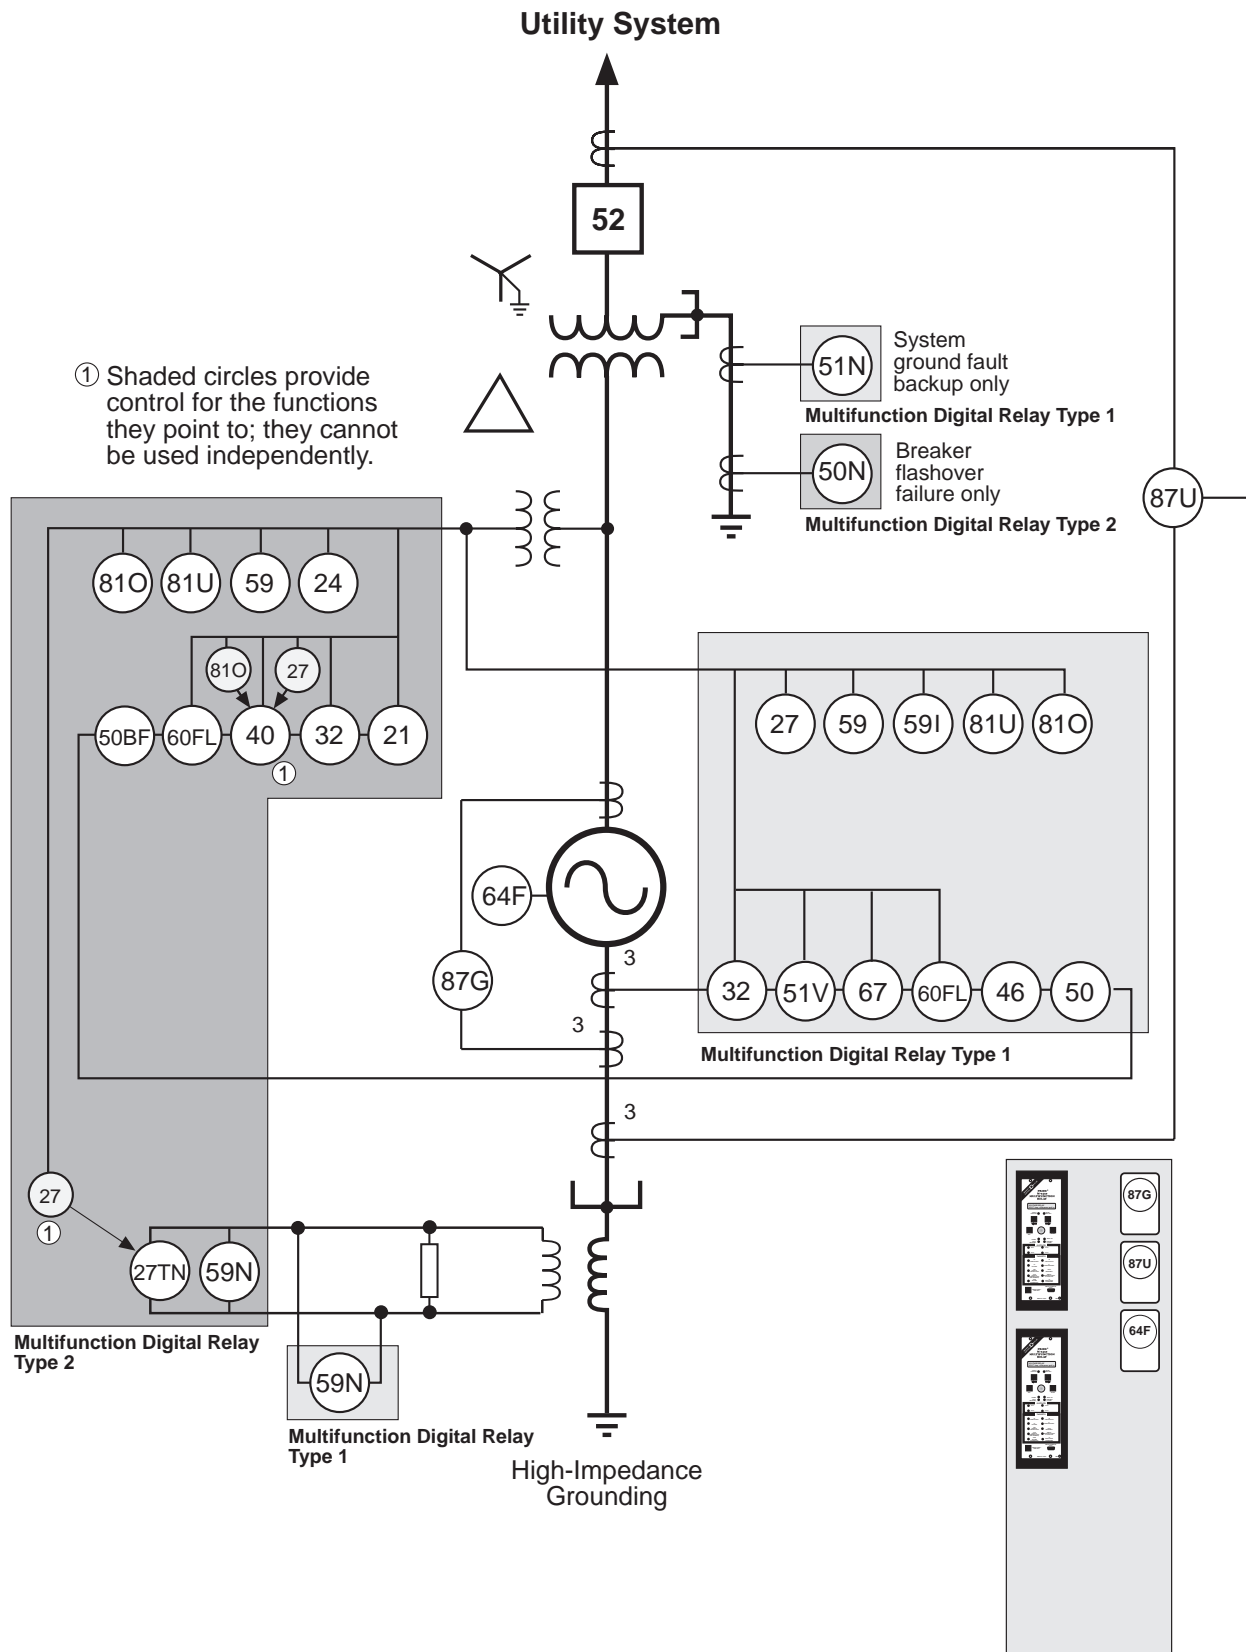 Utility System
52
① Shaded circles provide
control for the functions
they point to; they cannot
be used independently.
51N
System
ground fault
backup only
Multifunction Digital Relay Type 1
50N
Breaker
flashover
failure only
Multifunction Digital Relay Type 2
87U
81O 81U 59 24
81O 27
50BF 60FL 40 32 21
①
27 59 59I 81U 81O
64F
87G
3
32 51V 67 60FL 46 50
3
Multifunction Digital Relay Type 1
3
27
①
27TN 59N
Multifunction Digital Relay
Type 2
59N
Multifunction Digital Relay
Type 1
High-Impedance
Grounding
87G
87U
64F